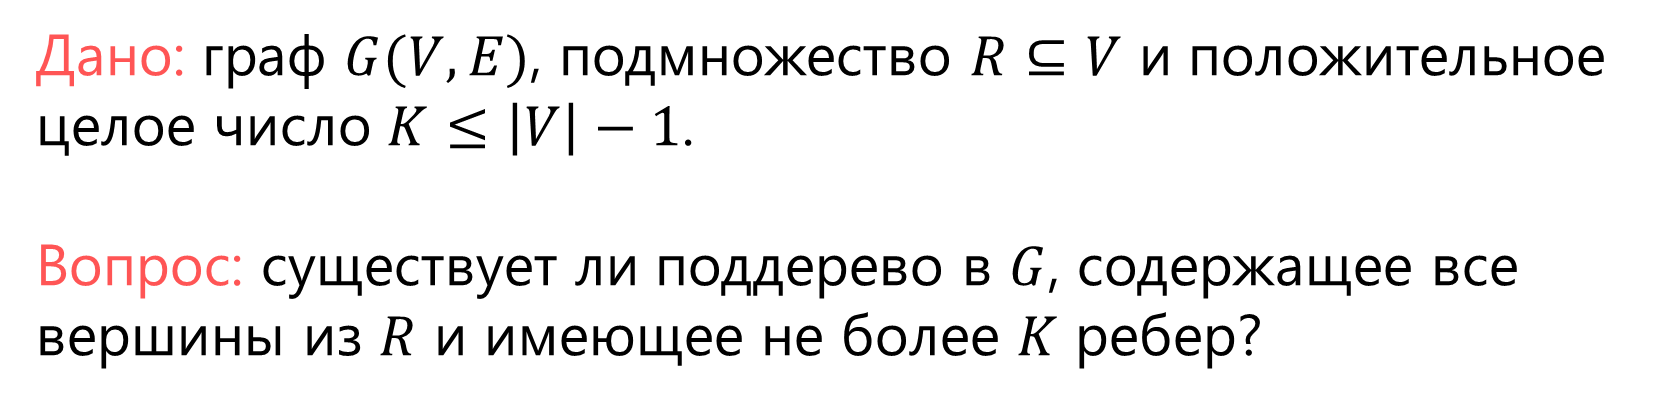 Дано: граф G(V, E), подмножество R ⊆ V и положительное
целое число K ≤ |V| − 1.
Вопрос: существует ли поддерево в G, содержащее все
вершины из R и имеющее не более K ребер?